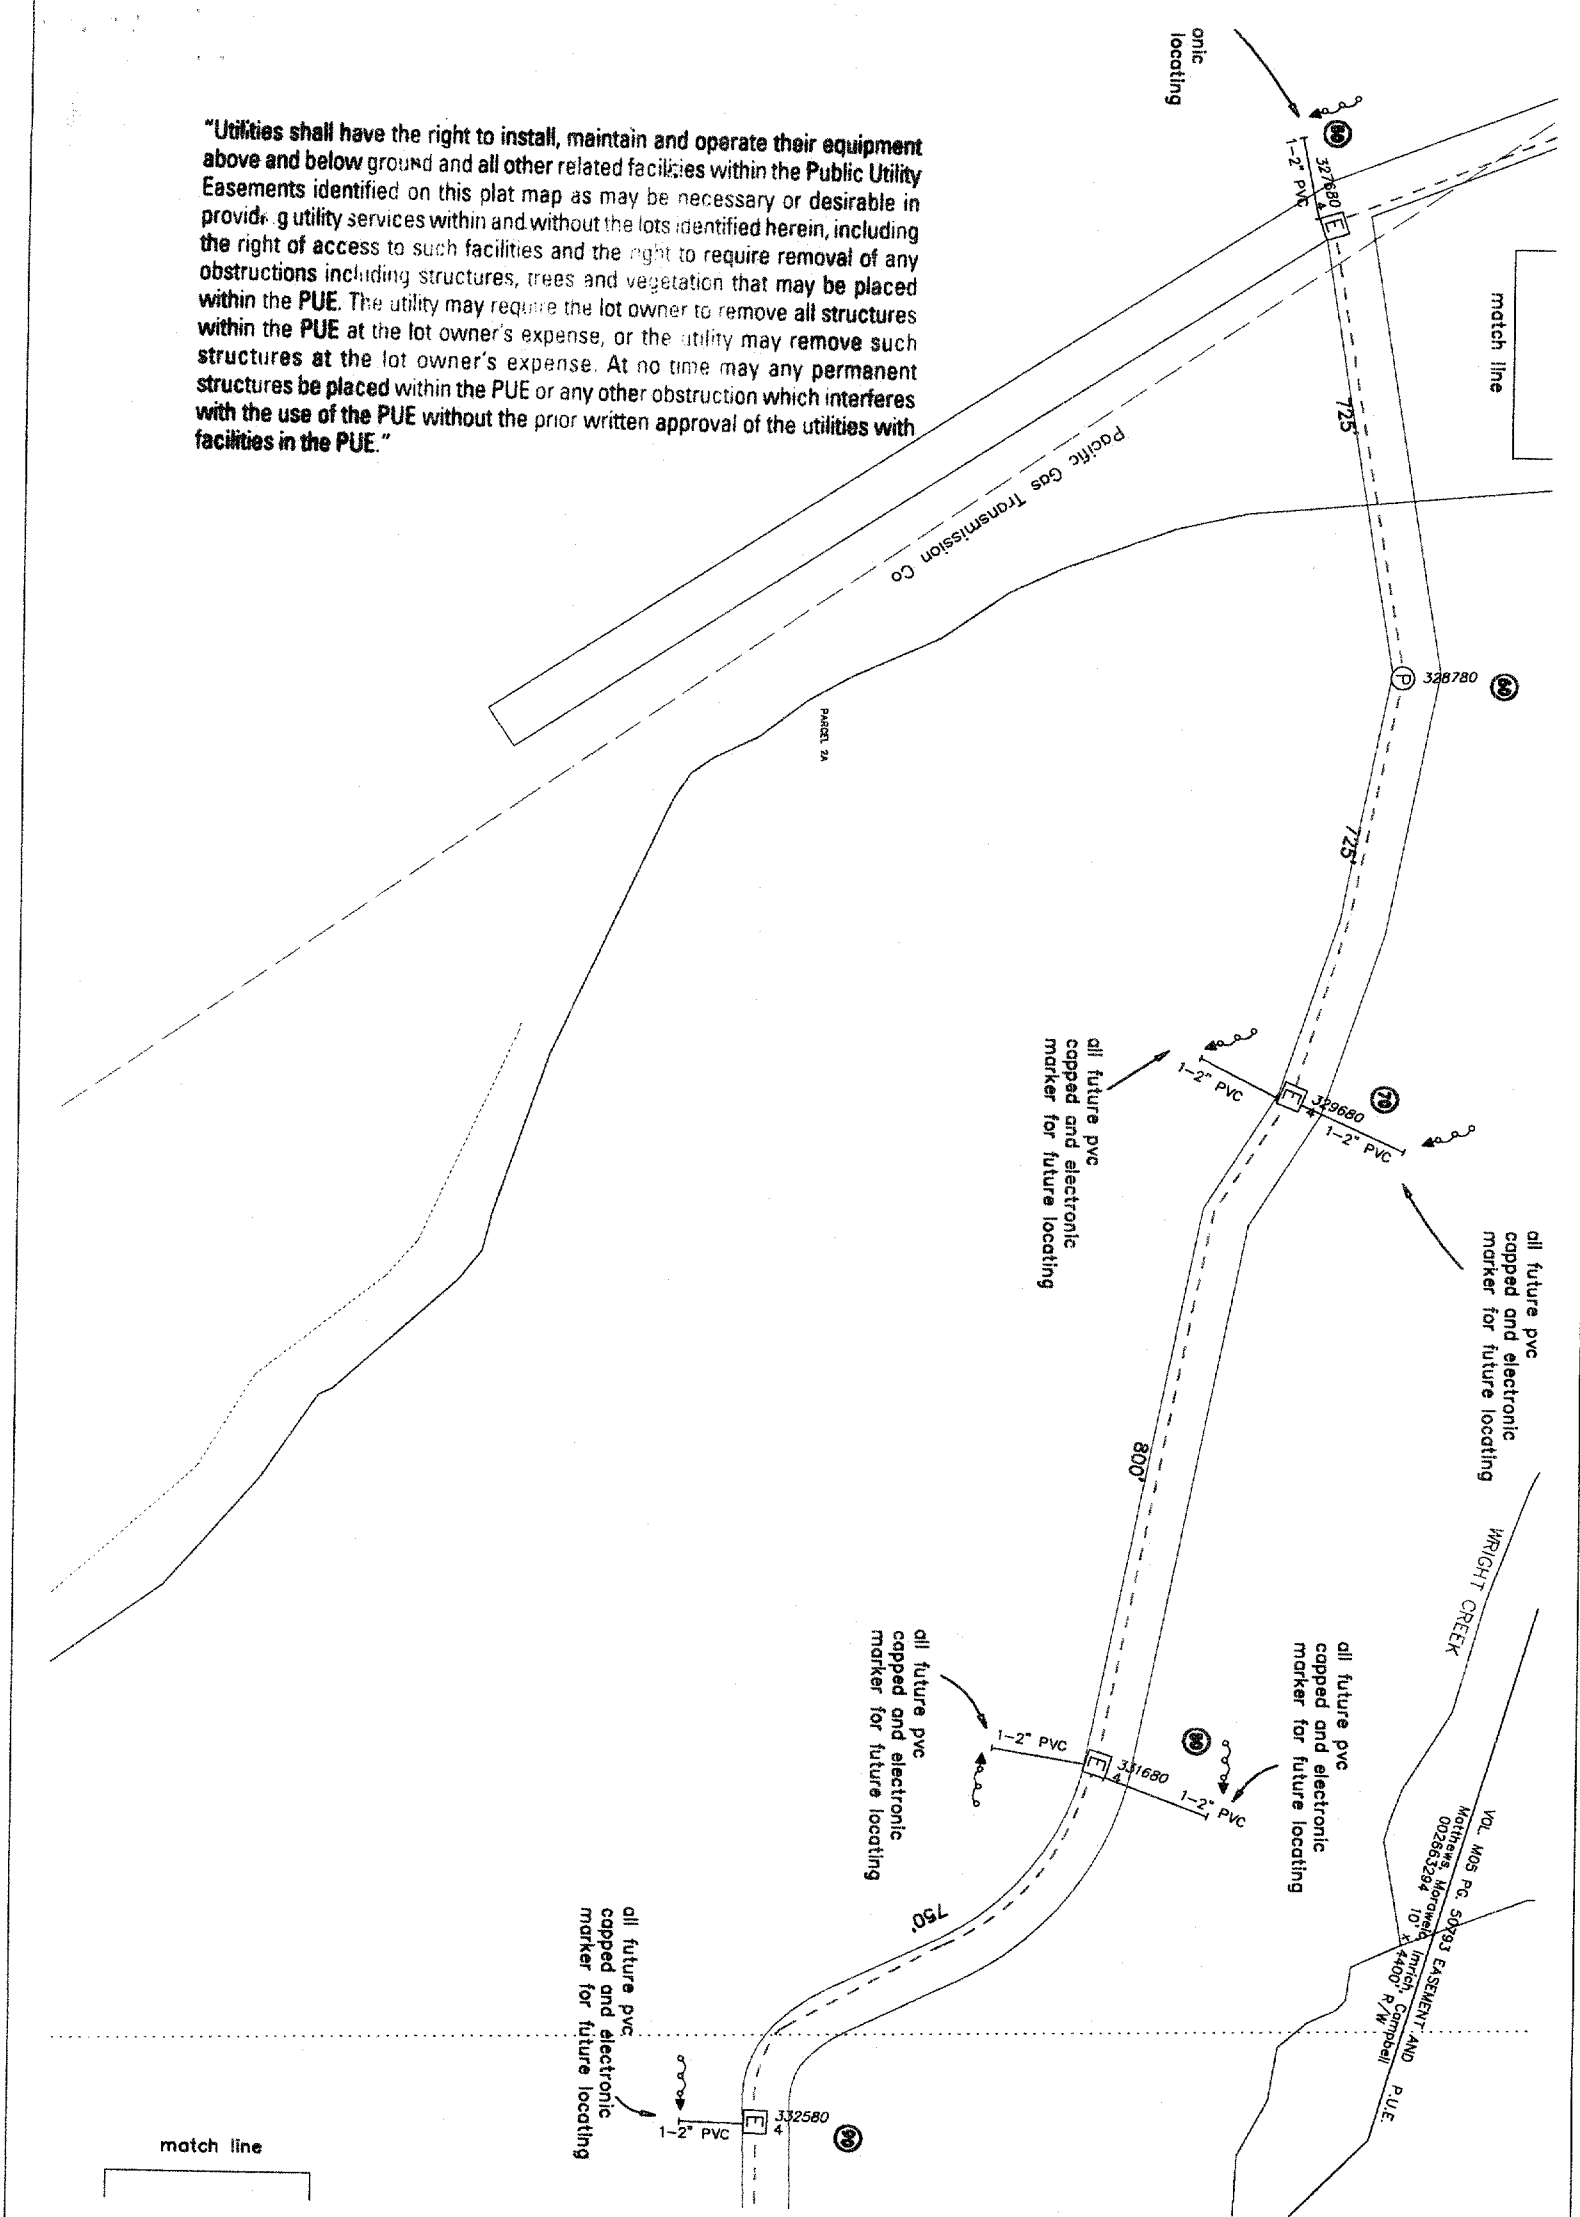 onic
locating
"Utilities shall have the right to install, maintain and operate their equipment
above and below ground and all other related facilities within the Public Utility
Easements identified on this plat map as may be necessary or desirable in
provid. g utility services within and without the lots identified herein, including
the right of access to such facilities and the right to require removal of any
obstructions including structures, trees and vegetation that may be placed
within the PUE. The utility may require the lot owner to remove all structures
within the PUE at the lot owner's expense, or the utility may remove such
structures at the lot owner's expense. At no time may any permanent
structures be placed within the PUE or any other obstruction which interferes
with the use of the PUE without the prior written approval of the utilities with
facilities in the PUE."
1-2" PVC
327680
4
E
match line
725'
Pacific Gas Transmission Co
P
328780
60
PARCEL 2A
725'
all future pvc
capped and electronic
marker for future locating
1-2" PVC
E
329680
4
70
1-2" PVC
all future pvc
capped and electronic
marker for future locating
800'
WRIGHT CREEK
all future pvc
capped and electronic
marker for future locating
1-2" PVC
E
331680
4
1-2" PVC
all future pvc
capped and electronic
marker for future locating
VOL. M05 PG. 50793 EASEMENT AND P.U.E.
Matthews, Imrich, Campbell
002663294 10' x 4400' R/W
750'
all future pvc
capped and electronic
marker for future locating
1-2" PVC
E
332580
4
90
match line